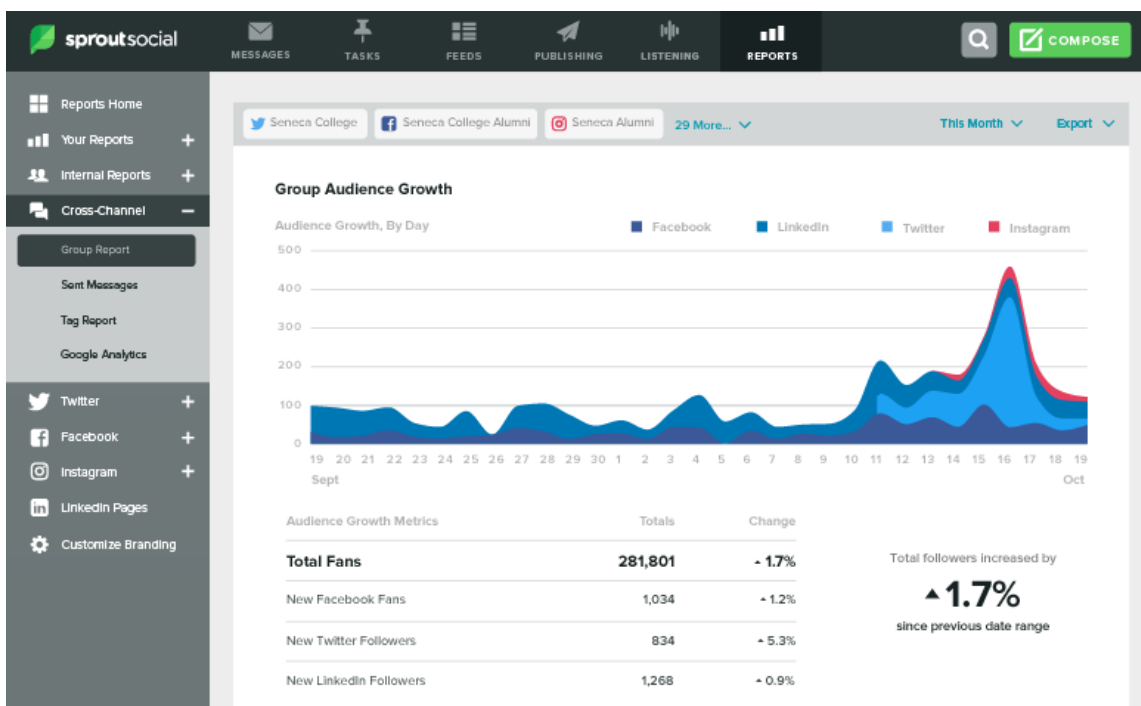 sproutsocial
MESSAGES
TASKS
FEEDS
PUBLISHING
LISTENING
REPORTS
COMPOSE
Reports Home
Your Reports
Internal Reports
Cross-Channel
Group Report
Sent Messages
Tag Report
Google Analytics
Twitter
Facebook
Instagram
LinkedIn Pages
Customize Branding
Seneca College
Seneca College Alumni
Seneca Alumni
29 More...
This Month
Export
Group Audience Growth
Audience Growth, By Day
Facebook
LinkedIn
Twitter
Instagram
500
400
300
200
100
0
19 20 21 22 23 24 25 26 27 28 29 30 1 2 3 4 5 6 7 8 9 10 11 12 13 14 15 16 17 18 19
Sept Oct
Audience Growth Metrics Totals Change
Total Fans 281,801 1.7%
New Facebook Fans 1,034 1.2%
New Twitter Followers 834 5.3%
New LinkedIn Followers 1,268 0.9%
Total followers increased by
1.7%
since previous date range